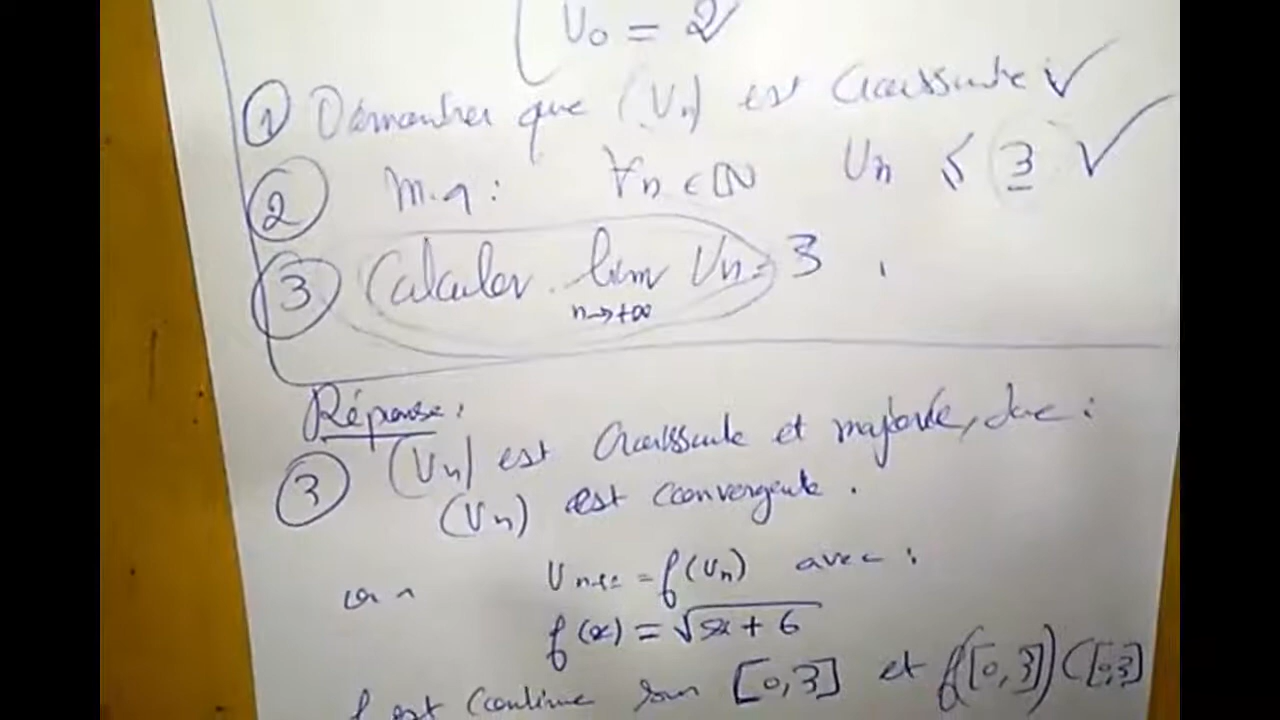 U₀ = 2
① Démontrer que (Uₙ) est Croissante ✓
② m.q : ∀n ∈ ℕ Uₙ ≤ 3 ✓
③ Calculer lim Uₙ = 3
n→+∞
Réponse :
③ (Uₙ) est Croissante et majorée, donc :
(Uₙ) est convergente .
on a Uₙ₊₁ = f(Uₙ) avec :
f(x) = √x + 6
f est continue sur [0,3] et f([0,3]) ⊂ [0,3]